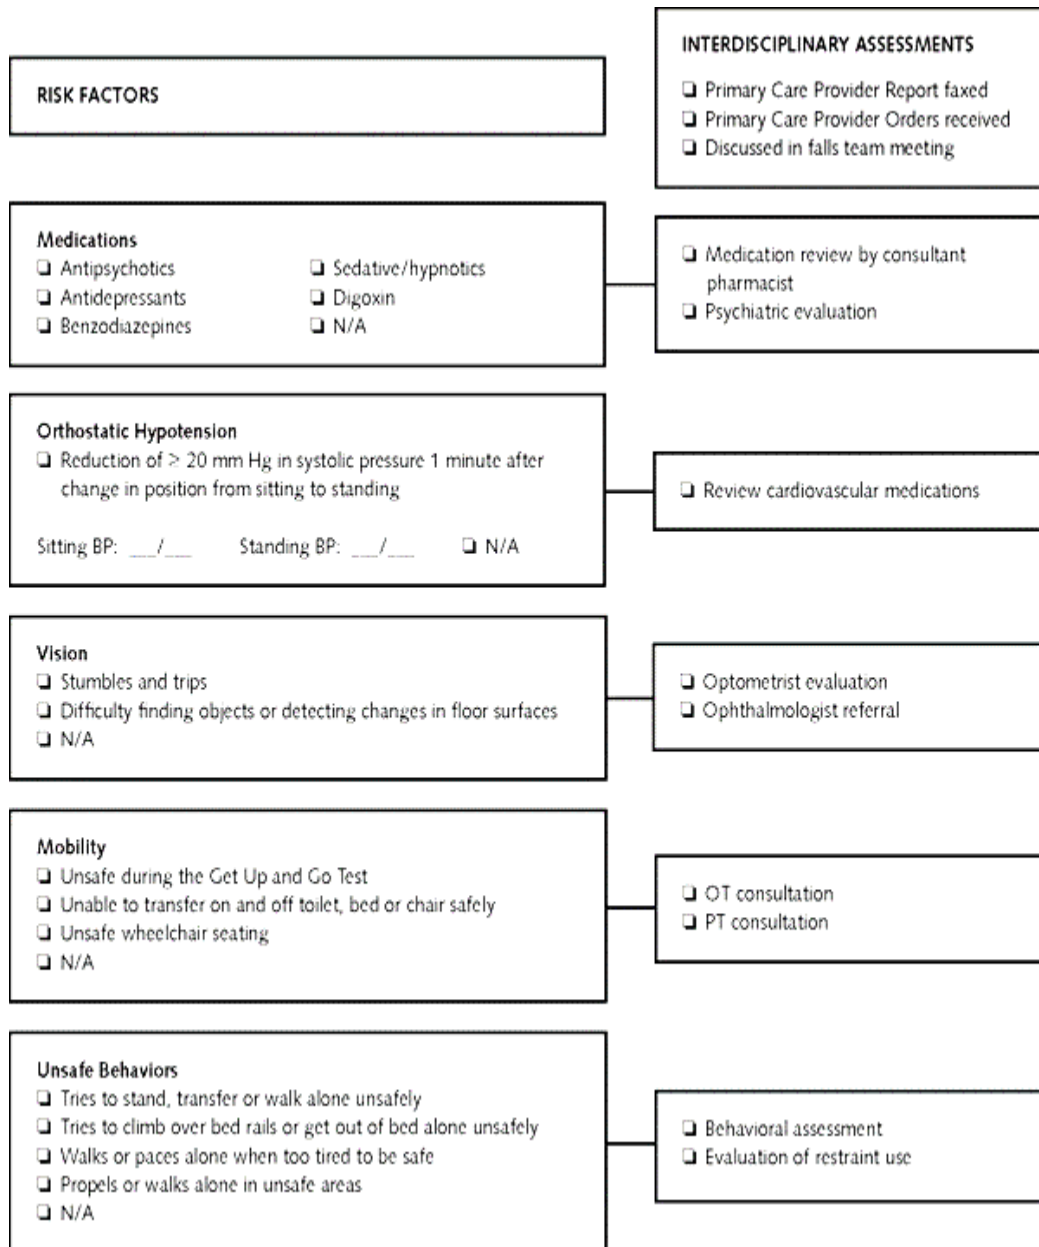 RISK FACTORS
INTERDISCIPLINARY ASSESSMENTS
❑ Primary Care Provider Report faxed
❑ Primary Care Provider Orders received
❑ Discussed in falls team meeting
Medications
❑ Antipsychotics ❑ Sedative/hypnotics
❑ Antidepressants ❑ Digoxin
❑ Benzodiazepines ❑ N/A
❑ Medication review by consultant
pharmacist
❑ Psychiatric evaluation
Orthostatic Hypotension
❑ Reduction of ≥ 20 mm Hg in systolic pressure 1 minute after
change in position from sitting to standing
Sitting BP: ___/___ Standing BP: ___/___ ❑ N/A
❑ Review cardiovascular medications
Vision
❑ Stumbles and trips
❑ Difficulty finding objects or detecting changes in floor surfaces
❑ N/A
❑ Optometrist evaluation
❑ Ophthalmologist referral
Mobility
❑ Unsafe during the Get Up and Go Test
❑ Unable to transfer on and off toilet, bed or chair safely
❑ Unsafe wheelchair seating
❑ N/A
❑ OT consultation
❑ PT consultation
Unsafe Behaviors
❑ Tries to stand, transfer or walk alone unsafely
❑ Tries to climb over bed rails or get out of bed alone unsafely
❑ Walks or paces alone when too tired to be safe
❑ Propels or walks alone in unsafe areas
❑ N/A
❑ Behavioral assessment
❑ Evaluation of restraint use